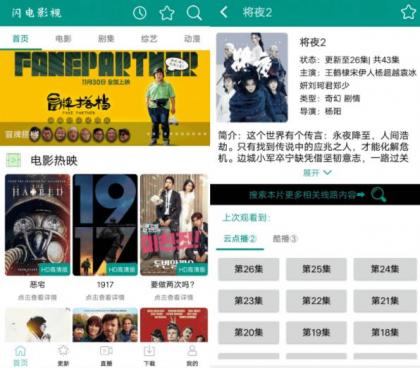 闪电影视
首页
电影
剧集
综艺
动漫
FAKEPARTNER
11月30日 全国上映
冒牌搭档
FAKE PARTNER
冒牌搭档
电影热映
THE HATRED
HD高清版
19
17
HD高清版
HD高清版
恶宅
1917
要做两次吗?
点击查看详情
点击查看详情
点击查看详情
首页
更新
直播
下载
我的
将夜2
将夜
将夜2
状态:更新至26集| 共43集
主演:王鹤棣宋伊人杨超越袁冰
妍刘珂君郑少
类型:奇幻 剧情
导演:杨阳
简介:这个世界有个传言:永夜降至、人间浩
劫。只有找到传说中的应兆之人,才能化解危
机。边城小军卒宁缺凭借坚韧意志,一路过关
展开
搜索本片更多相关线路内容
上次观看到:
云点播②
酷播③
第26集
第25集
第24集
第23集
第22集
第21集
第20集
第19集
第18集